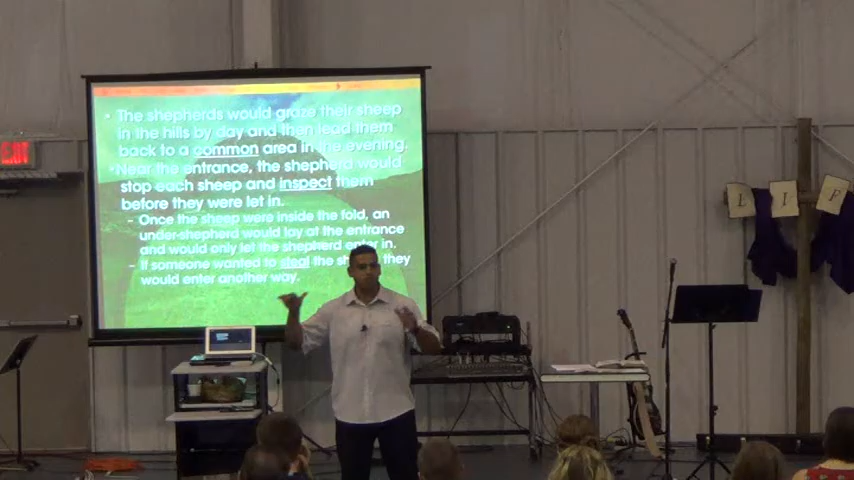 • The shepherds would graze their sheep
in the hills by day and then lead them
back to a common area in the evening.
• Near the entrance, the shepherd would
stop each sheep and inspect them
before they were let in.
– Once the sheep were inside the fold, an
under-shepherd would lay at the entrance
and would only let the shepherd enter in.
– If someone wanted to steal the they
would enter another way.
EXIT
L I F